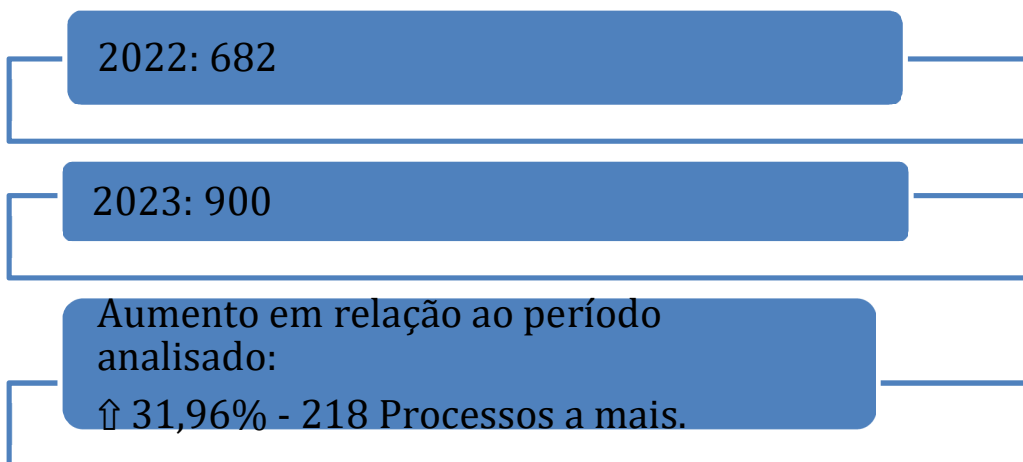 2022: 682
2023: 900
Aumento em relação ao período
analisado:
⇧ 31,96% - 218 Processos a mais.